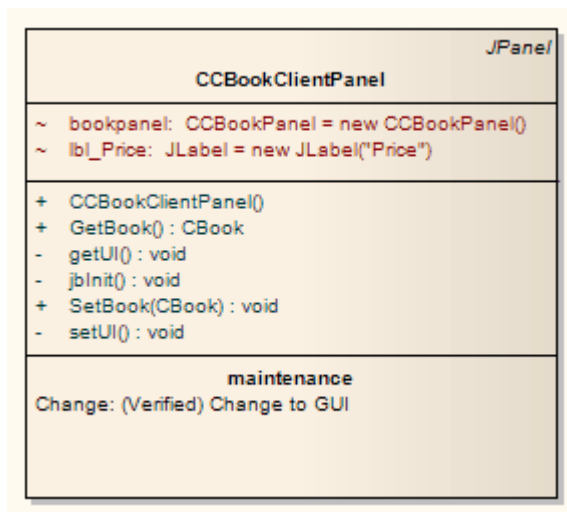 JPanel
CCBookClientPanel
~ bookpanel: CCBookPanel = new CCBookPanel()
~ lbl_Price: JLabel = new JLabel("Price")
+ CCBookClientPanel()
+ GetBook() : CBook
- getUI() : void
- jbInit() : void
+ SetBook(CBook) : void
- setUI() : void
maintenance
Change: (Verified) Change to GUI